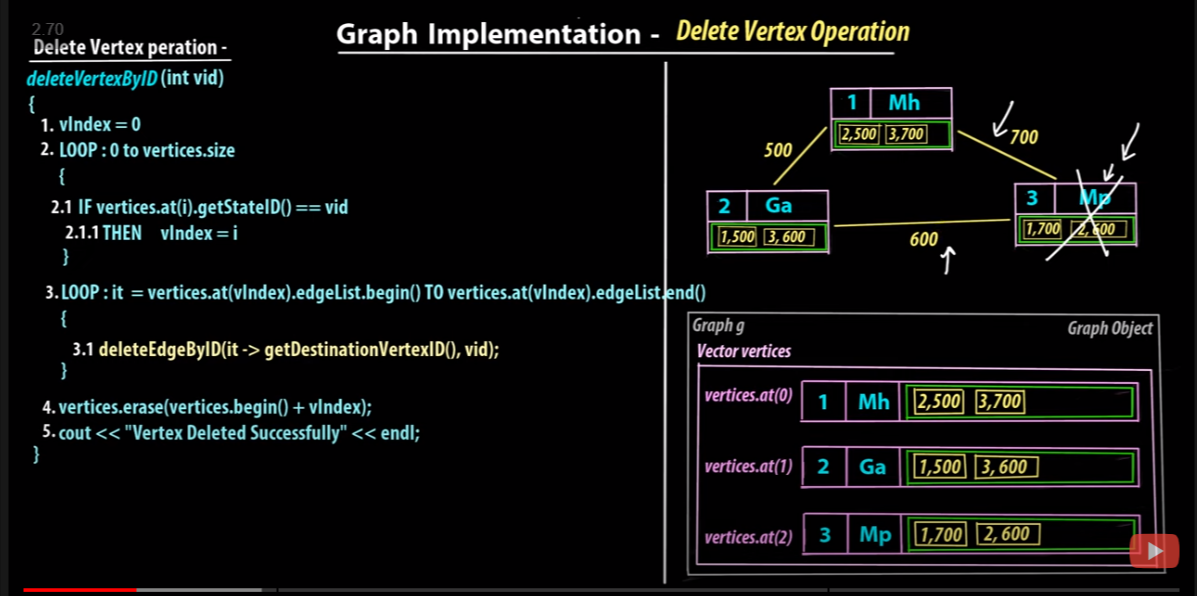 2.70
Graph Implementation - Delete Vertex Operation
Delete Vertex peration -
deleteVertexByID (int vid)
{
1. vIndex = 0
2. LOOP : 0 to vertices.size
{
2.1 IF vertices.at(i).getStateID() == vid
2.1.1 THEN vIndex = i
}
3. LOOP : it = vertices.at(vIndex).edgeList.begin() TO vertices.at(vIndex).edgeList.end()
{
3.1 deleteEdgeByID(it -> getDestinationVertexID(), vid);
}
4. vertices.erase(vertices.begin() + vIndex);
5. cout << "Vertex Deleted Successfully" << endl;
}
1 Mh
2,500 3,700
500
700
2 Ga
1,500 3, 600
3 Mp
1,700 2, 600
600
Graph g
Graph Object
Vector vertices
vertices.at(0) 1 Mh 2,500 3,700
vertices.at(1) 2 Ga 1,500 3, 600
vertices.at(2) 3 Mp 1,700 2, 600